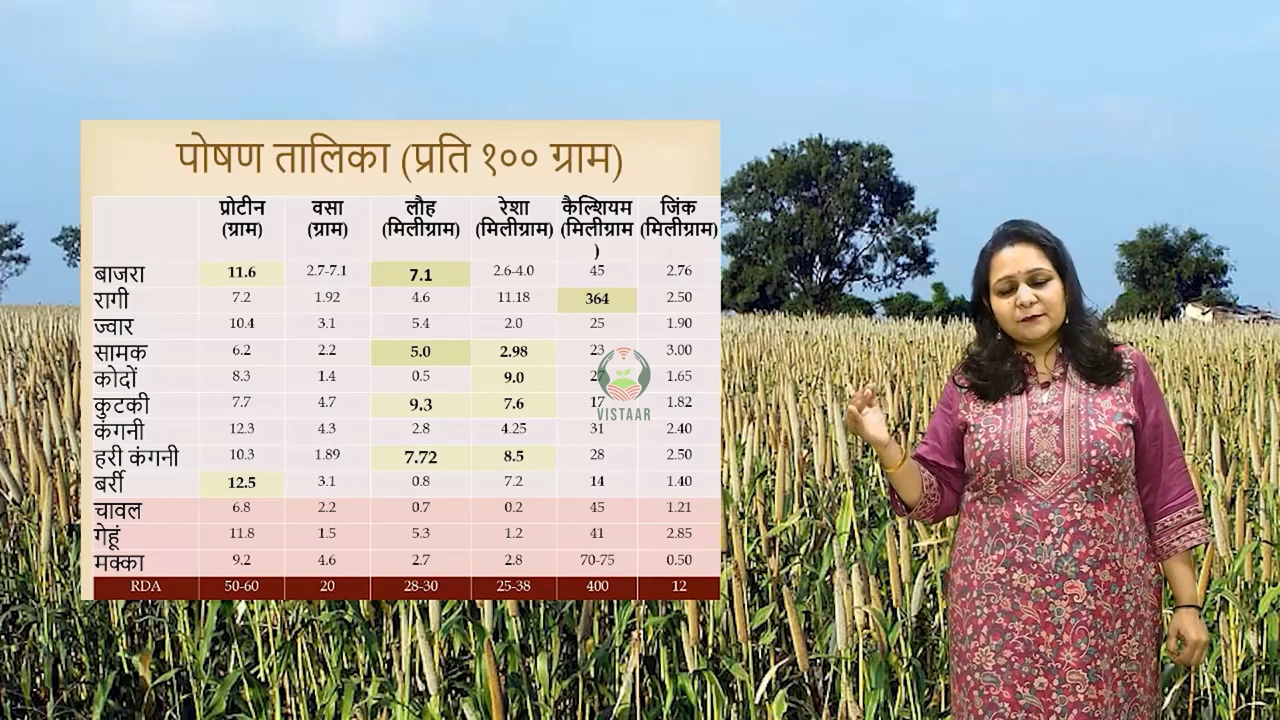 पोषण तालिका (प्रति १०० ग्राम)
प्रोटीन (ग्राम) वसा (ग्राम) लौह (मिलीग्राम) रेशा (मिलीग्राम) कैल्शियम (मिलीग्राम) जिंक (मिलीग्राम)
बाजरा 11.6 2.7-7.1 7.1 2.6-4.0 45 2.76
रागी 7.2 1.92 4.6 11.18 364 2.50
ज्वार 10.4 3.1 5.4 2.0 25 1.90
सामक 6.2 2.2 5.0 2.98 23 3.00
कोदों 8.3 1.4 0.5 9.0 27 1.65
कुटकी 7.7 4.7 9.3 7.6 17 1.82
कंगनी 12.3 4.3 2.8 4.25 31 2.40
हरी कंगनी 10.3 1.89 7.72 8.5 28 2.50
बर्री 12.5 3.1 0.8 7.2 14 1.40
चावल 6.8 2.2 0.7 0.2 45 1.21
गेहूं 11.8 1.5 5.3 1.2 41 2.85
मक्का 9.2 4.6 2.7 2.8 70-75 0.50
RDA 50-60 20 28-30 25-38 400 12
VISTAAR